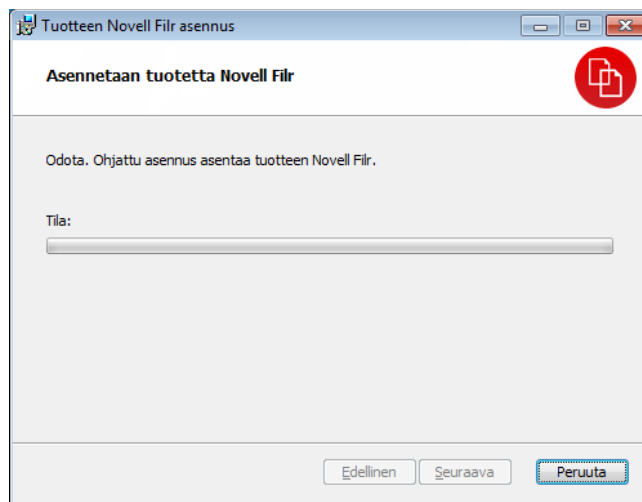 Tuotteen Novell Filr asennus
Asennetaan tuotetta Novell Filr
Odota. Ohjattu asennus asentaa tuotteen Novell Filr.
Tila:
Edellinen Seuraava Peruuta